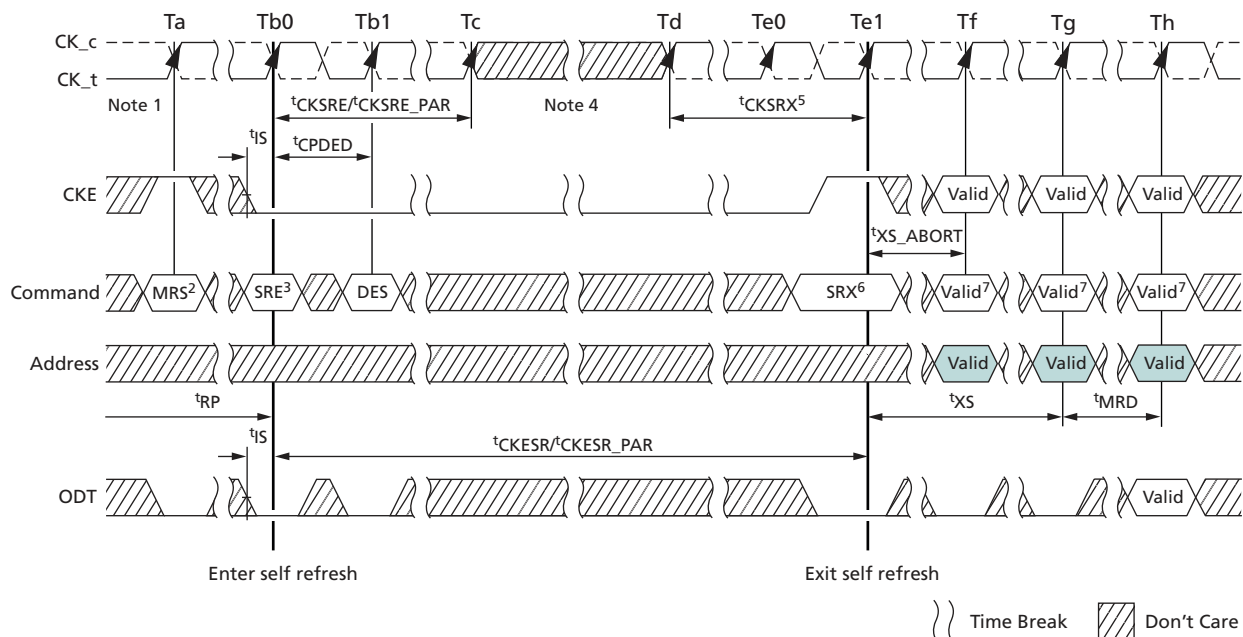 Ta Tb0 Tb1 Tc Td Te0 Te1 Tf Tg Th
CK_c
CK_t
Note 1 tCKSRE/tCKSRE_PAR Note 4 tCKSRX5
tIS tCPDED
CKE Valid Valid Valid
tXS_ABORT
Command MRS2 SRE3 DES SRX6 Valid7 Valid7 Valid7
Address Valid Valid Valid
tRP tXS tMRD
tIS tCKESR/tCKESR_PAR
ODT Valid
Enter self refresh Exit self refresh
Time Break Don't Care